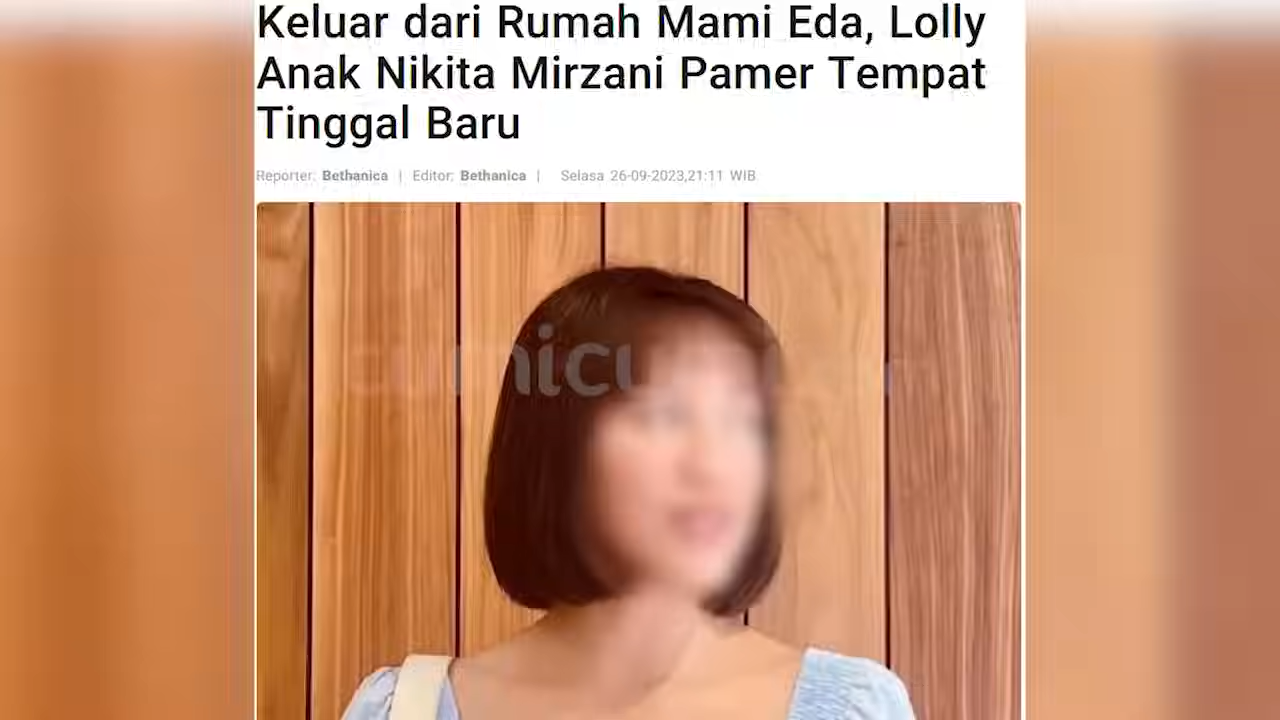 Keluar dari Rumah Mami Eda, Lolly
Anak Nikita Mirzani Pamer Tempat
Tinggal Baru
Reporter: Bethanica | Editor: Bethanica | Selasa 26-09-2023,21:11 WIB